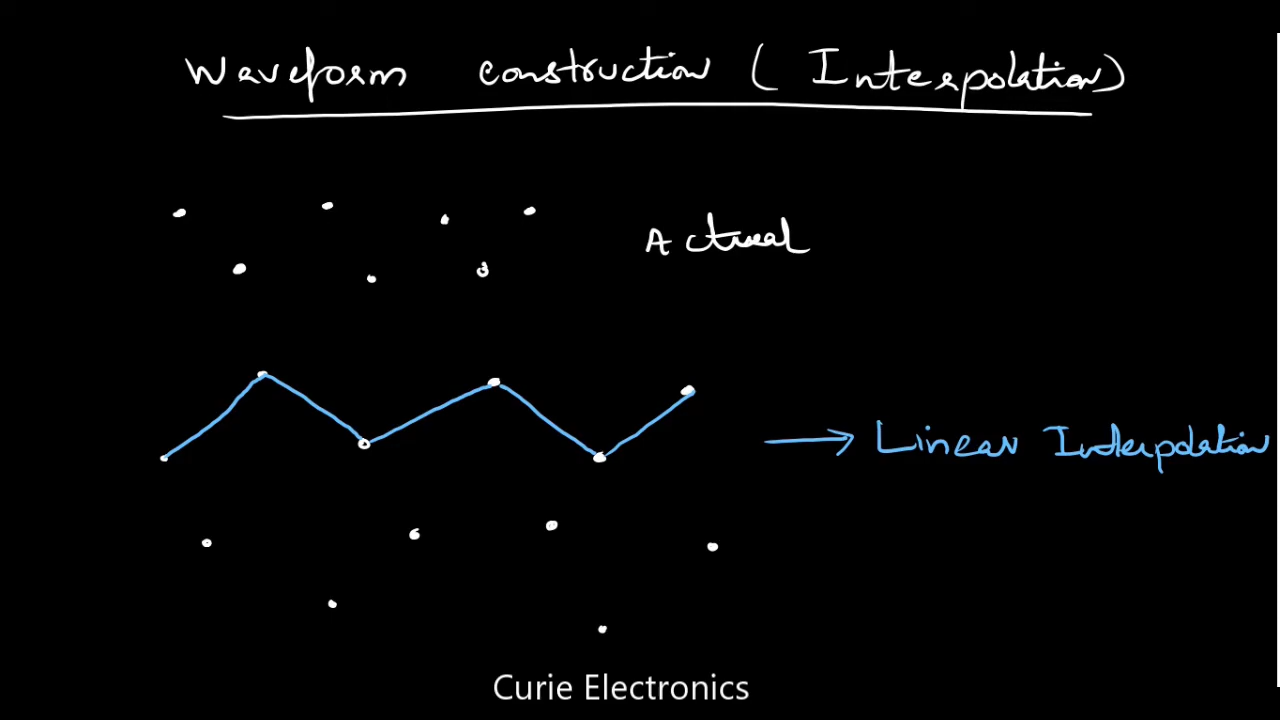 Waveform construction ( Interpolation)
Actual
Linear Interpolation
Curie Electronics